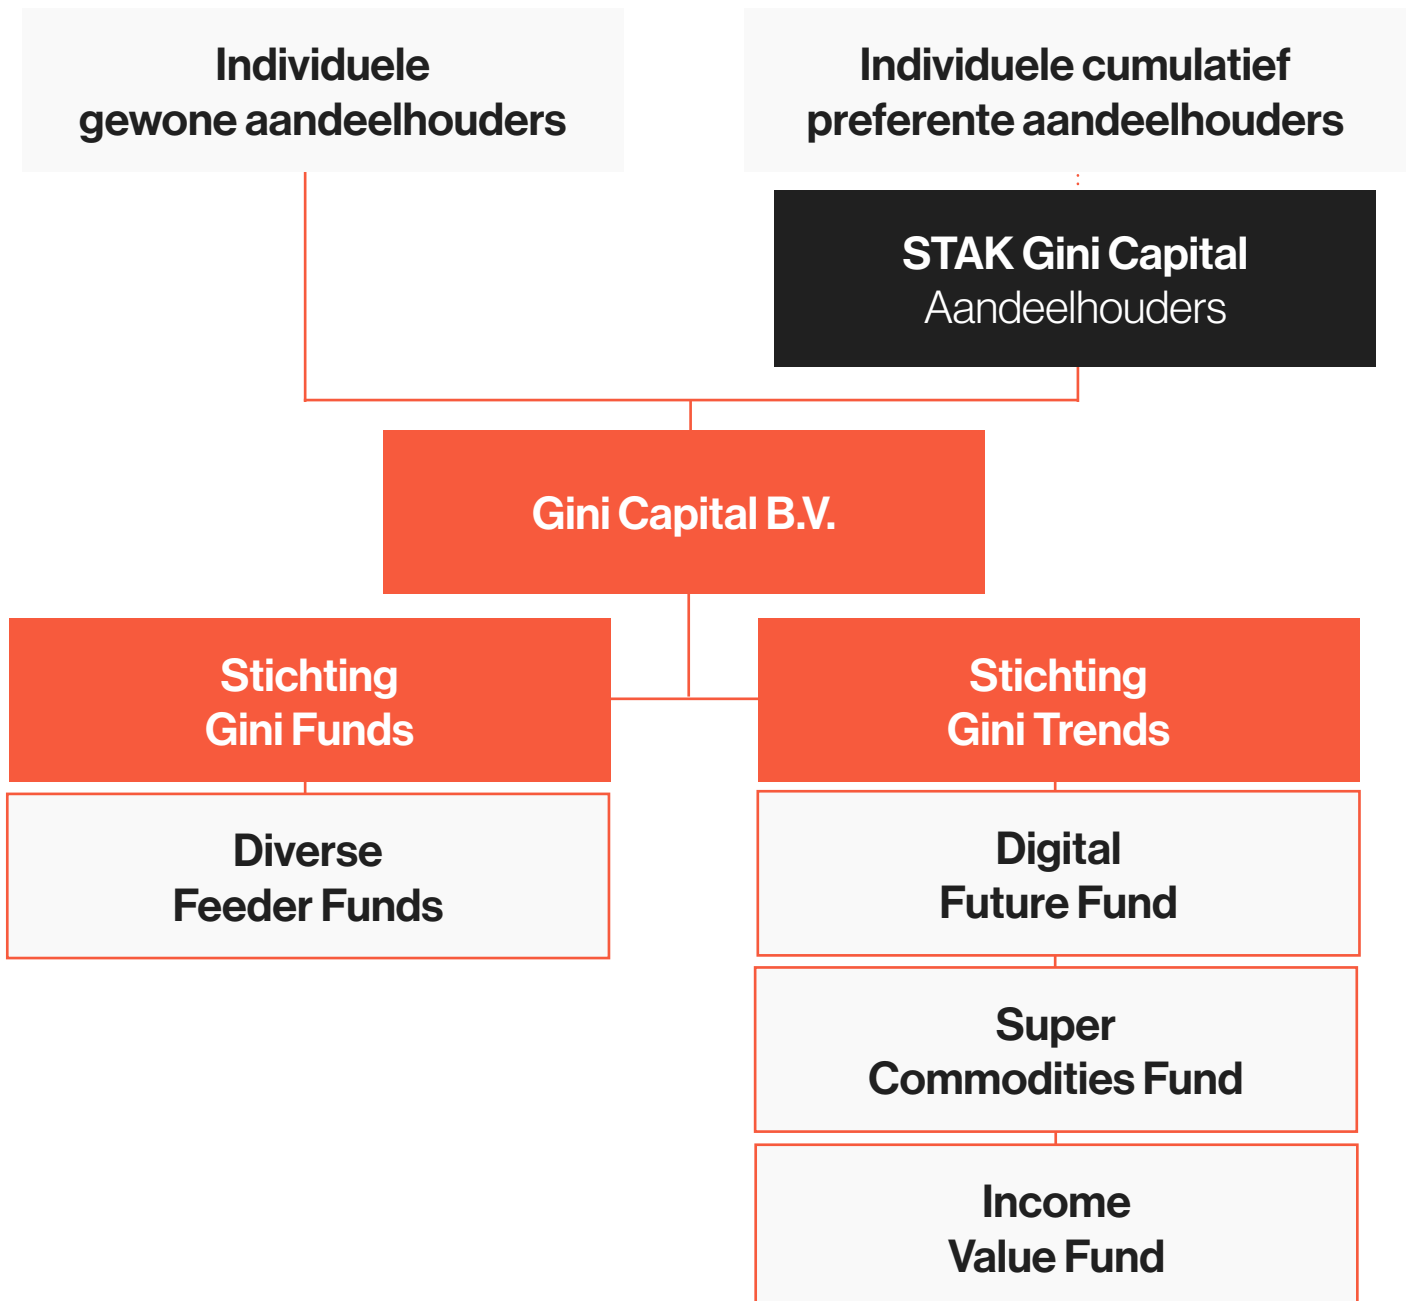 Individuele
gewone aandeelhouders
Individuele cumulatief
preferente aandeelhouders
STAK Gini Capital
Aandeelhouders
Gini Capital B.V.
Stichting
Gini Funds
Stichting
Gini Trends
Diverse
Feeder Funds
Digital
Future Fund
Super
Commodities Fund
Income
Value Fund